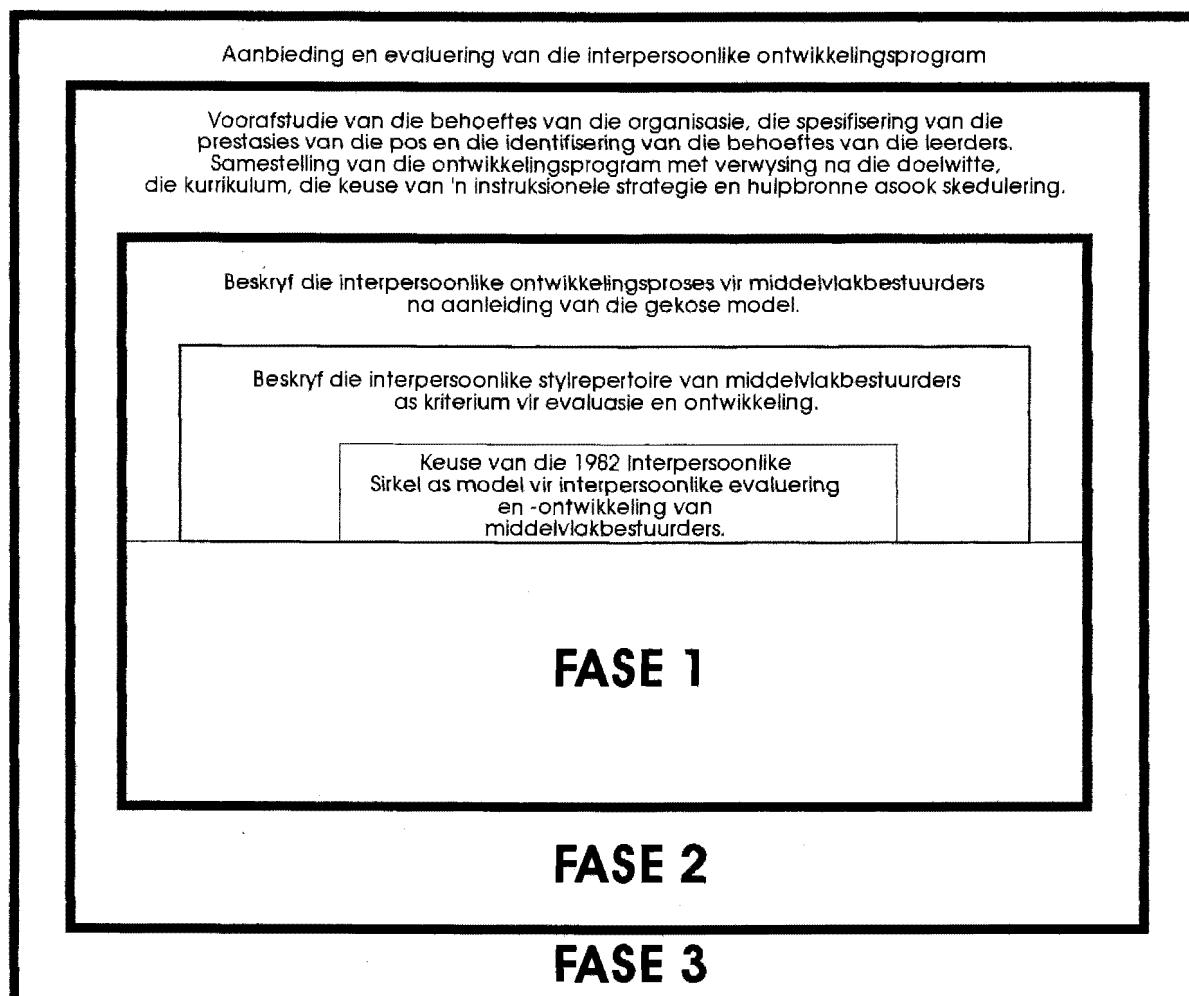 Aanbieding en evaluering van die interpersoonlike ontwikkelingsprogram
Voorafstudie van die behoeftes van die organisasie, die spesifisering van die
prestasies van die pos en die identifisering van die behoeftes van die leerders.
Samestelling van die ontwikkelingsprogram met verwysing na die doelwitte,
die kurrikulum, die keuse van 'n instruksionele strategie en hulpbronne asook skedulering.
Beskryf die interpersoonlike ontwikkelingsproses vir middelvlakbestuurders
na aanleiding van die gekose model.
Beskryf die interpersoonlike stylrepertoire van middelvlakbestuurders
as kriterium vir evaluasie en ontwikkeling.
Keuse van die 1982 Interpersoonlike
Sirkel as model vir interpersoonlike evaluering
en -ontwikkeling van
middelvlakbestuurders.
FASE 1
FASE 2
FASE 3